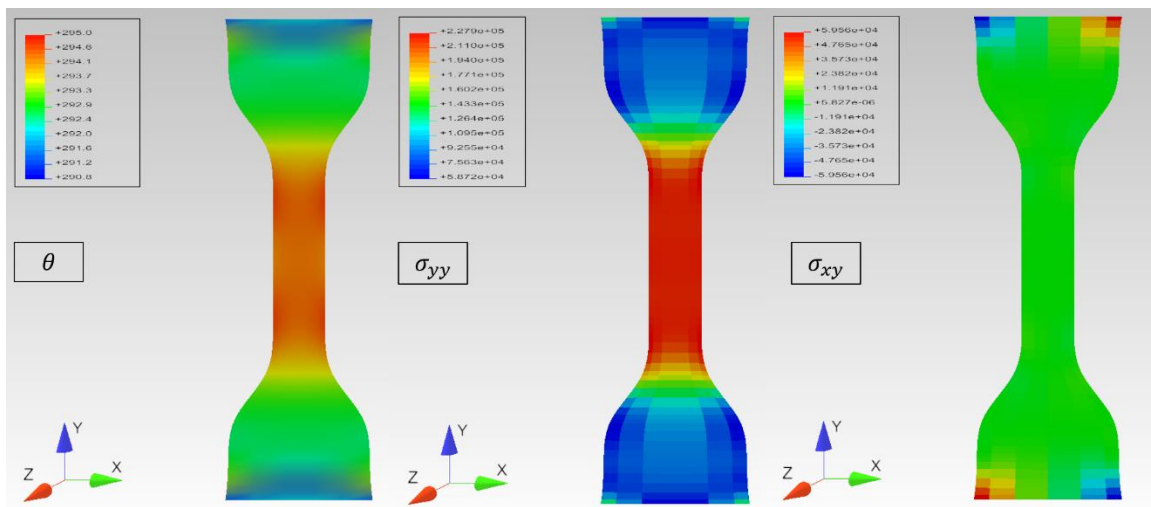 +295.0
+294.6
+294.1
+293.7
+293.3
+292.9
+292.4
+292.0
+291.6
+291.2
+290.8
θ
Y
Z
X
+2.279e+05
+2.110e+05
+1.940e+05
+1.771e+05
+1.602e+05
+1.433e+05
+1.264e+05
+1.095e+05
+9.255e+04
+7.563e+04
+5.872e+04
σyy
Y
Z
X
+5.956e+04
+4.765e+04
+3.573e+04
+2.382e+04
+1.191e+04
+5.827e-06
-1.191e+04
-2.382e+04
-3.573e+04
-4.765e+04
-5.956e+04
σxy
Y
Z
X